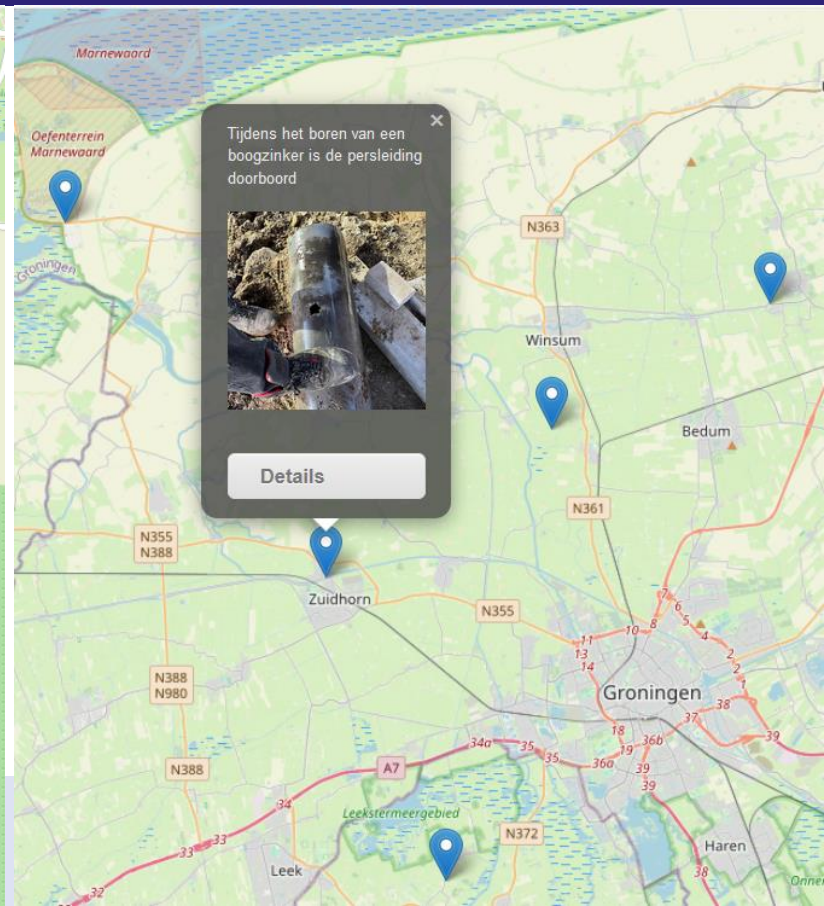 Marnewaard
Oefenterrein
Marnewaard
Groningen
Tijdens het boren van een
boogzinker is de persleiding
doorboord
×
Details
N363
Winsum
Bedum
N361
N355
N388
Zuidhorn
N355
7
6
5
4
8
10
11
13
14
2
2
1
N388
N980
Groningen
38
37
18
19
36b
39
34a
35
35
36a
39
39
N388
A7
34
Leekstermeergebied
33
33
N372
Haren
38
Leek
32